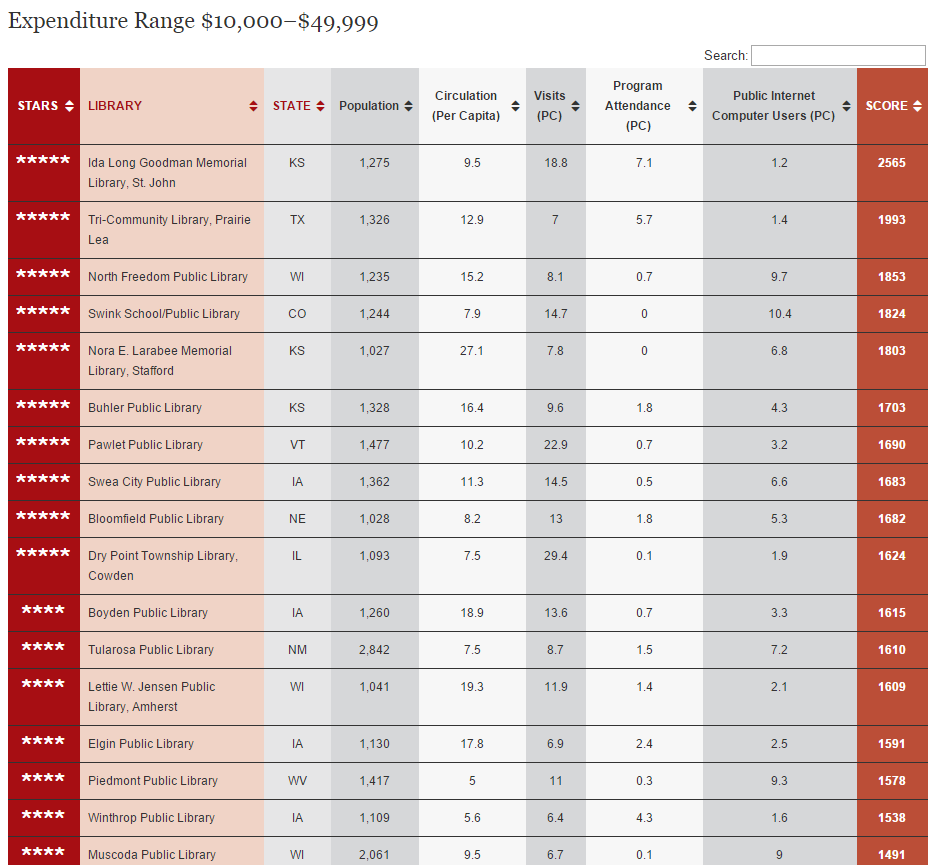 Expenditure Range $10,000–$49,999
Search:
STARS LIBRARY STATE Population Circulation (Per Capita) Visits (PC) Program Attendance (PC) Public Internet Computer Users (PC) SCORE
***** Ida Long Goodman Memorial Library, St. John KS 1,275 9.5 18.8 7.1 1.2 2565
***** Tri-Community Library, Prairie Lea TX 1,326 12.9 7 5.7 1.4 1993
***** North Freedom Public Library WI 1,235 15.2 8.1 0.7 9.7 1853
***** Swink School/Public Library CO 1,244 7.9 14.7 0 10.4 1824
***** Nora E. Larabee Memorial Library, Stafford KS 1,027 27.1 7.8 0 6.8 1803
***** Buhler Public Library KS 1,328 16.4 9.6 1.8 4.3 1703
***** Pawlet Public Library VT 1,477 10.2 22.9 0.7 3.2 1690
***** Swea City Public Library IA 1,362 11.3 14.5 0.5 6.6 1683
***** Bloomfield Public Library NE 1,028 8.2 13 1.8 5.3 1682
***** Dry Point Township Library, Cowden IL 1,093 7.5 29.4 0.1 1.9 1624
**** Boyden Public Library IA 1,260 18.9 13.6 0.7 3.3 1615
**** Tularosa Public Library NM 2,842 7.5 8.7 1.5 7.2 1610
**** Lettie W. Jensen Public Library, Amherst WI 1,041 19.3 11.9 1.4 2.1 1609
**** Elgin Public Library IA 1,130 17.8 6.9 2.4 2.5 1591
**** Piedmont Public Library WV 1,417 5 11 0.3 9.3 1578
**** Winthrop Public Library IA 1,109 5.6 6.4 4.3 1.6 1538
**** Muscoda Public Library WI 2,061 9.5 6.7 0.1 9 1491